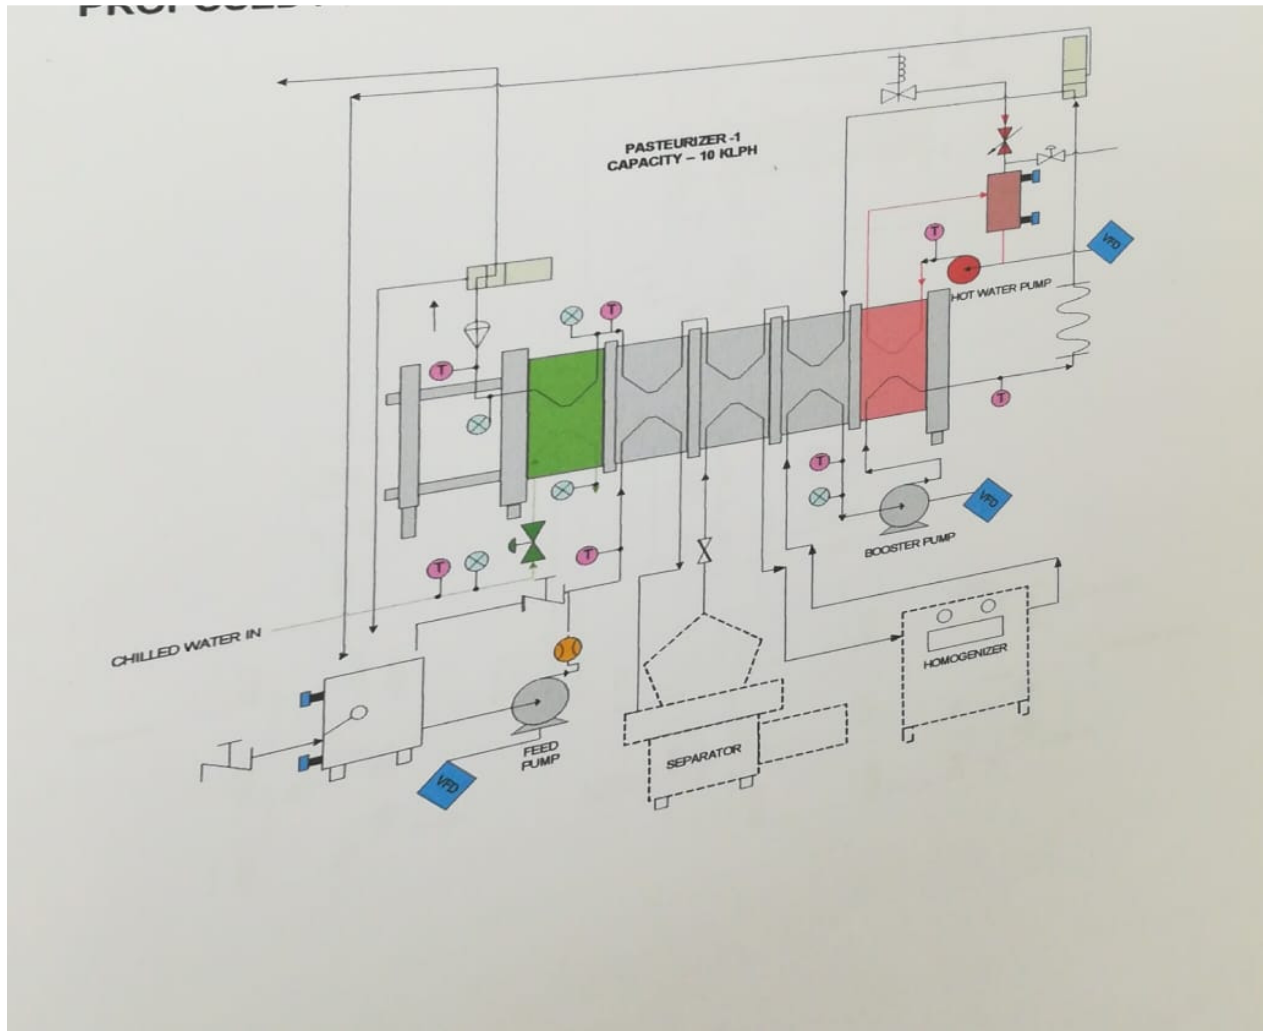 PROPOSED
PASTEURIZER -1
CAPACITY – 10 KLPH
T
VFD
HOT WATER PUMP
T
T
T
T
VFD
BOOSTER PUMP
T
T
CHILLED WATER IN
HOMOGENIZER
FEED
PUMP
SEPARATOR
VFD